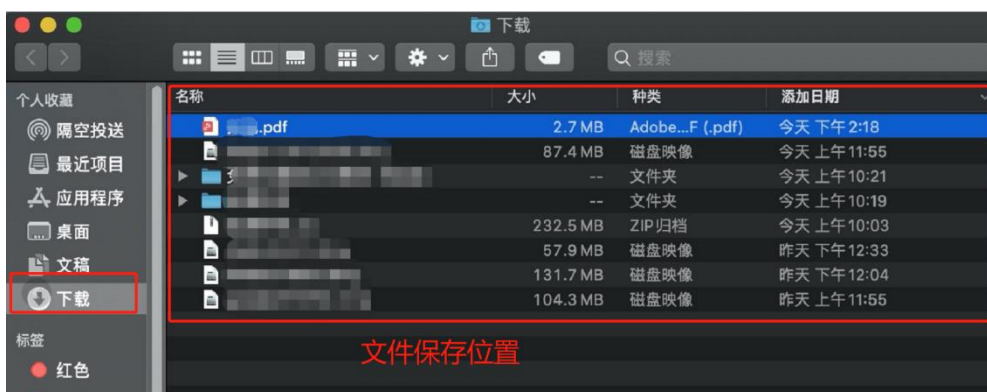 下载
搜索
个人收藏
隔空投送
最近项目
应用程序
桌面
文稿
下载
标签
红色
名称 大小 种类 添加日期
.pdf 2.7 MB Adobe...F (.pdf) 今天 下午2:18
87.4 MB 磁盘映像 今天 上午11:55
-- 文件夹 今天 上午10:21
-- 文件夹 今天 上午10:19
232.5 MB ZIP归档 今天 上午10:03
57.9 MB 磁盘映像 昨天 下午12:33
131.7 MB 磁盘映像 昨天 下午12:04
104.3 MB 磁盘映像 昨天 上午11:55
文件保存位置